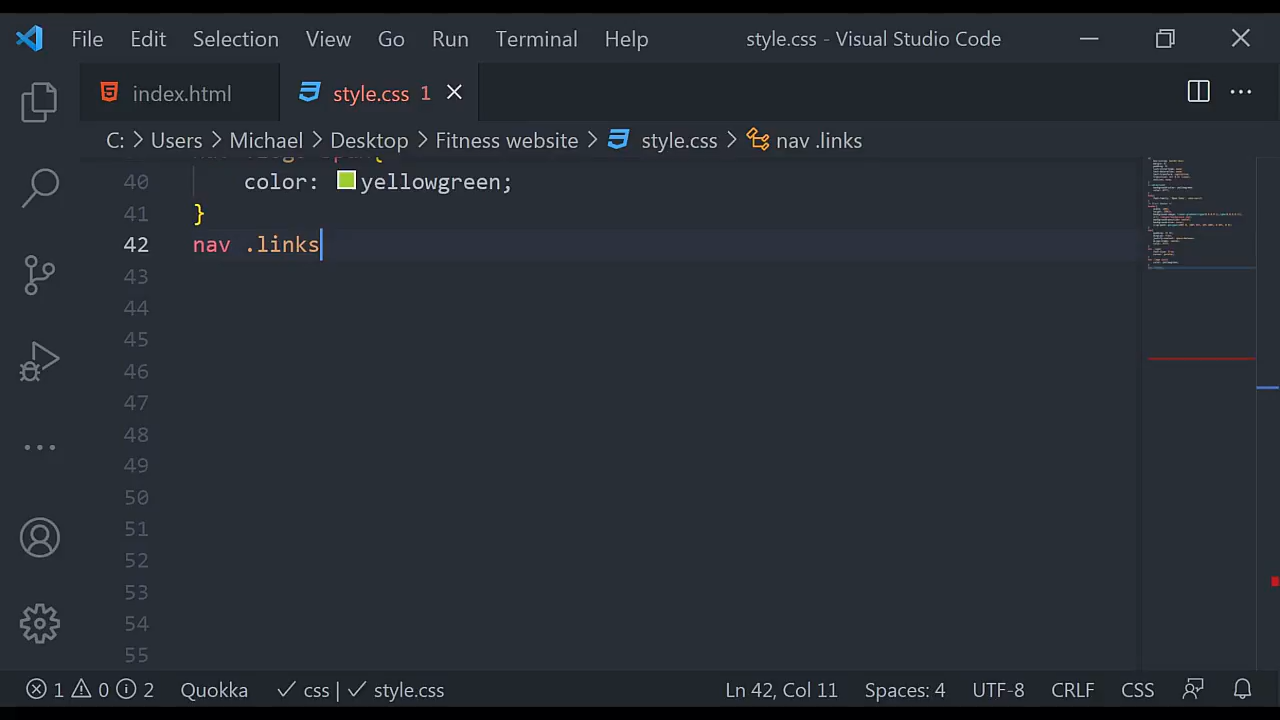 File Edit Selection View Go Run Terminal Help style.css - Visual Studio Code
index.html style.css 1
C: > Users > Michael > Desktop > Fitness website > style.css > nav .links
40 color: yellowgreen;
41 }
42 nav .links
43
44
45
46
47
48
49
50
51
52
53
54
55
1 0 2 Quokka css | style.css Ln 42, Col 11 Spaces: 4 UTF-8 CRLF CSS